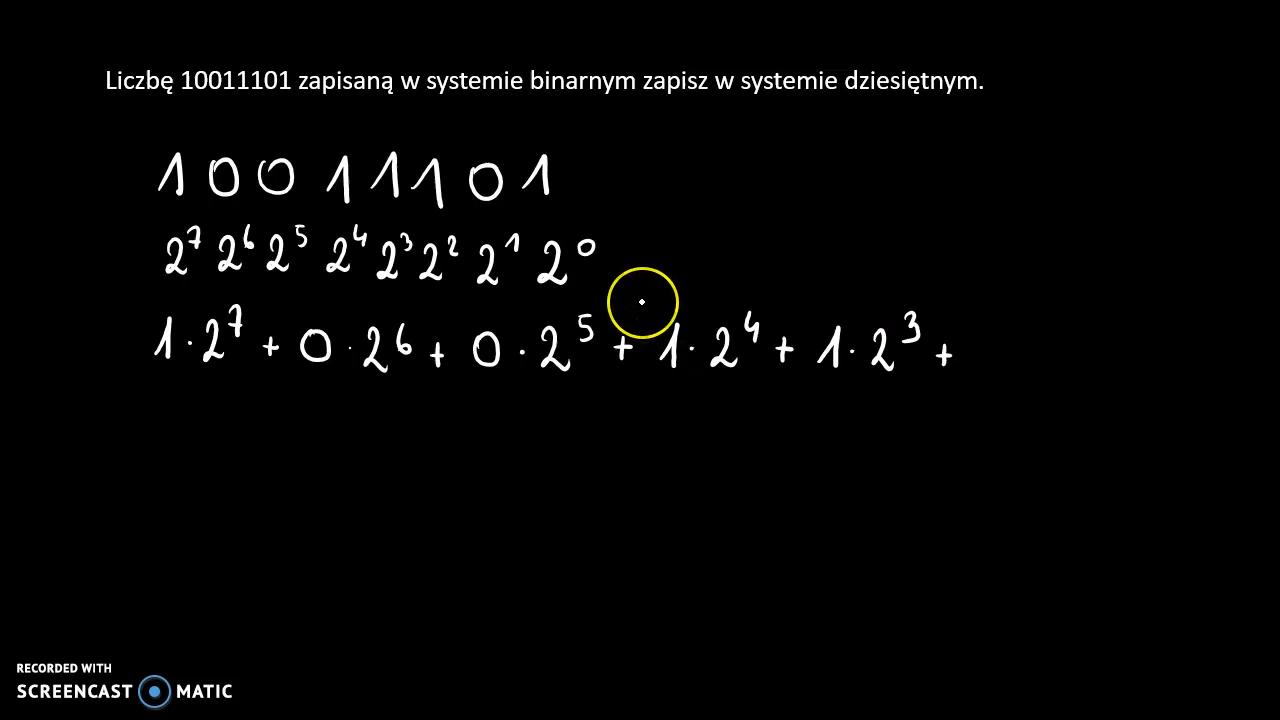 Liczbę 10011101 zapisaną w systemie binarnym zapisz w systemie dziesiętnym.
1 0 0 1 1 1 0 1
2⁷ 2⁶ 2⁵ 2⁴ 2³ 2² 2¹ 2⁰
1·2⁷ + 0·2⁶ + 0·2⁵ + 1·2⁴ + 1·2³ +
RECORDED WITH
SCREENCAST MATIC